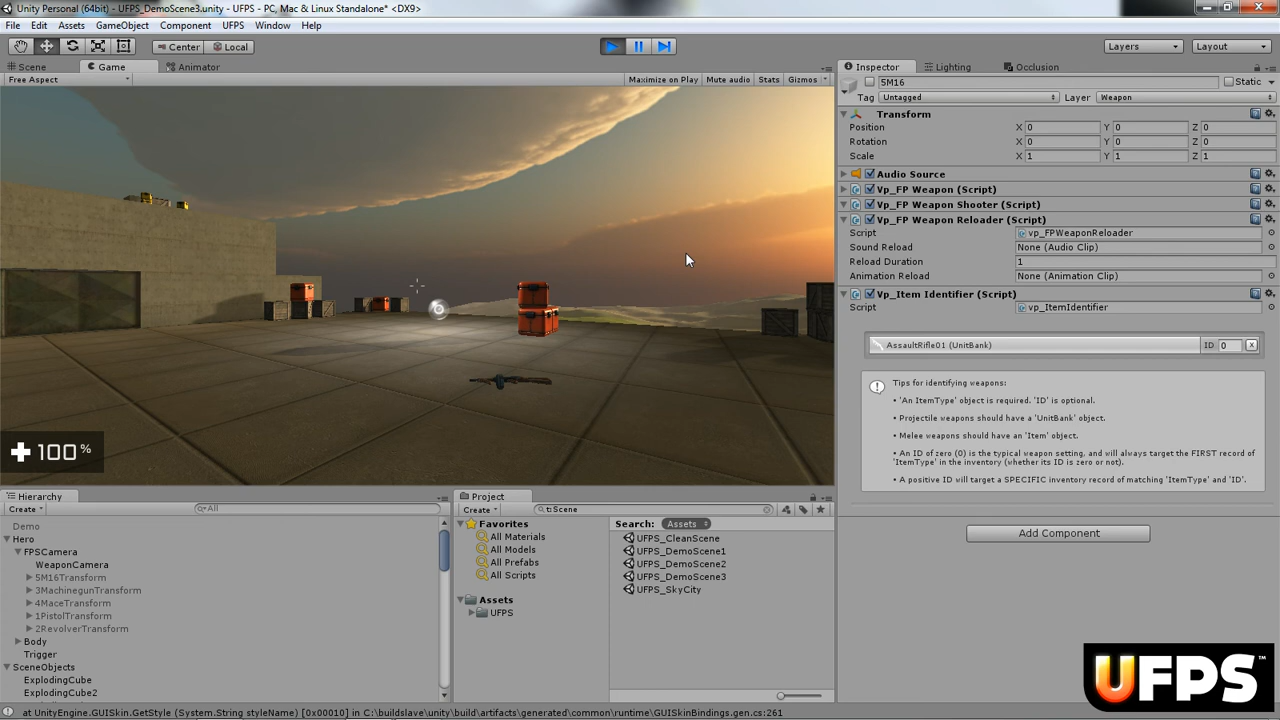 Unity Personal (64bit) - UFPS_DemoScene3.unity - UFPS - PC, Mac & Linux Standalone* <DX9>
File Edit Assets GameObject Component UFPS Window Help
Center Local Layers Layout
Scene Game Animator
Free Aspect Maximize on Play Mute audio Stats Gizmos
100 %
Inspector Lighting Occlusion
5M16 Static
Tag Untagged Layer Weapon
Transform
Position X 0 Y 0 Z 0
Rotation X 0 Y 0 Z 0
Scale X 1 Y 1 Z 1
Audio Source
Vp_FP Weapon (Script)
Vp_FP Weapon Shooter (Script)
Vp_FP Weapon Reloader (Script)
Script vp_FPWeaponReloader
Sound Reload None (Audio Clip)
Reload Duration 1
Animation Reload None (Animation Clip)
Vp_Item Identifier (Script)
Script vp_ItemIdentifier
AssaultRifle01 (UnitBank) ID 0 X
Tips for identifying weapons:
• 'An ItemType' object is required. 'ID' is optional.
• Projectile weapons should have a 'UnitBank' object.
• Melee weapons should have an 'Item' object.
• An ID of zero (0) is the typical weapon setting, and will always target the FIRST record of
'ItemType' in the inventory (whether its ID is zero or not).
• A positive ID will target a SPECIFIC inventory record of matching 'ItemType' and 'ID'.
Add Component
Hierarchy
Create All
Demo
Hero
FPSCamera
WeaponCamera
5M16Transform
3MachinegunTransform
4MaceTransform
1PistolTransform
2RevolverTransform
Body
Trigger
SceneObjects
ExplodingCube
ExplodingCube2
Project
Create t:Scene
Favorites
All Materials
All Models
All Prefabs
All Scripts
Assets
UFPS
Search: Assets
UFPS_CleanScene
UFPS_DemoScene1
UFPS_DemoScene2
UFPS_DemoScene3
UFPS_SkyCity
UFPS™
at UnityEngine.GUISkin.GetStyle (System.String styleName) [0x00010] in C:\buildslave\unity\build\artifacts\generated\common\runtime\GUISkinBindings.gen.cs:261